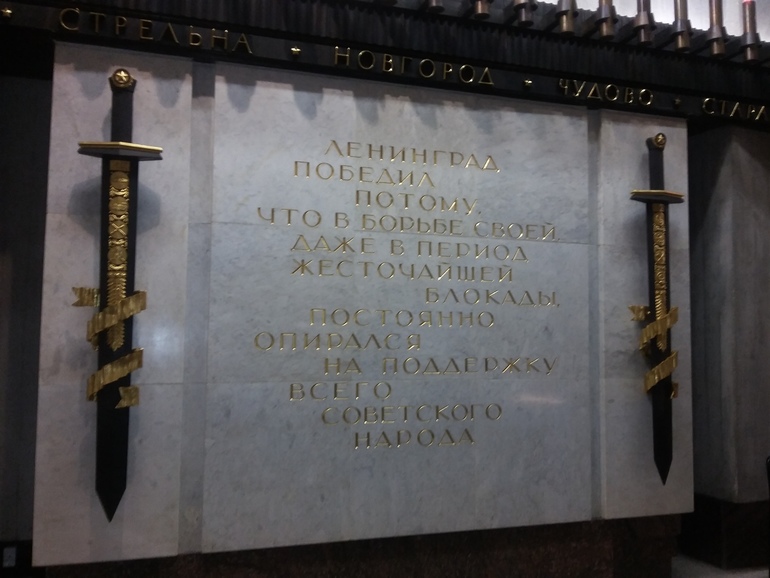 СТРЕЛЬНА ★ НОВГОРОД ★ ЧУДОВО ★ СТАРА
ЛЕНИНГРАД
ПОБЕДИЛ
ПОТОМУ,
ЧТО В БОРЬБЕ СВОЕЙ,
ДАЖЕ В ПЕРИОД
ЖЕСТОЧАЙШЕЙ
БЛОКАДЫ,
ПОСТОЯННО
ОПИРАЛСЯ
НА ПОДДЕРЖКУ
ВСЕГО
СОВЕТСКОГО
НАРОДА